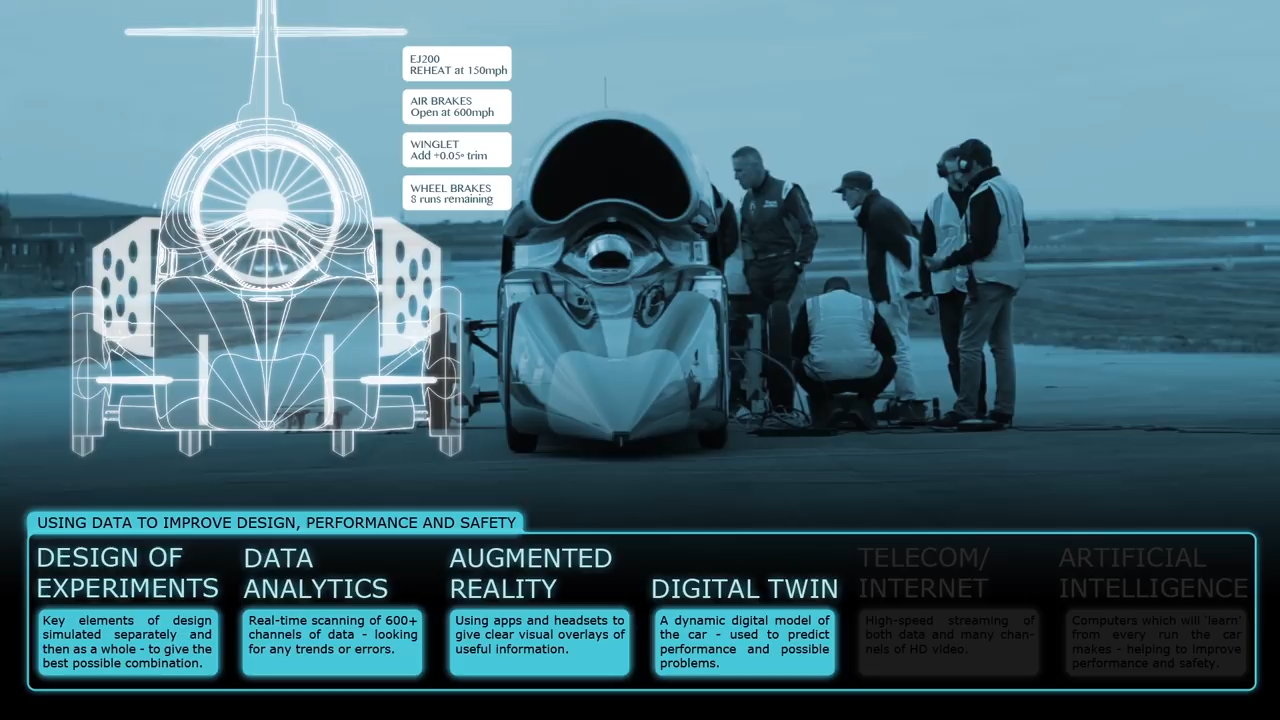 EJ200
REHEAT at 150mph
AIR BRAKES
Open at 600mph
WINGLET
Add +0.05° trim
WHEEL BRAKES
8 runs remaining
USING DATA TO IMPROVE DESIGN, PERFORMANCE AND SAFETY
DESIGN OF
EXPERIMENTS
Key elements of design
simulated separately and
then as a whole - to give the
best possible combination.
DATA
ANALYTICS
Real-time scanning of 600+
channels of data - looking
for any trends or errors.
AUGMENTED
REALITY
Using apps and headsets to
give clear visual overlays of
useful information.
DIGITAL TWIN
A dynamic digital model of
the car - used to predict
performance and possible
problems.
TELECOM/
INTERNET
High-speed streaming of
both data and many chan-
nels of HD video.
ARTIFICIAL
INTELLIGENCE
Computers which will 'learn'
from every run the car
makes - helping to improve
performance and safety.